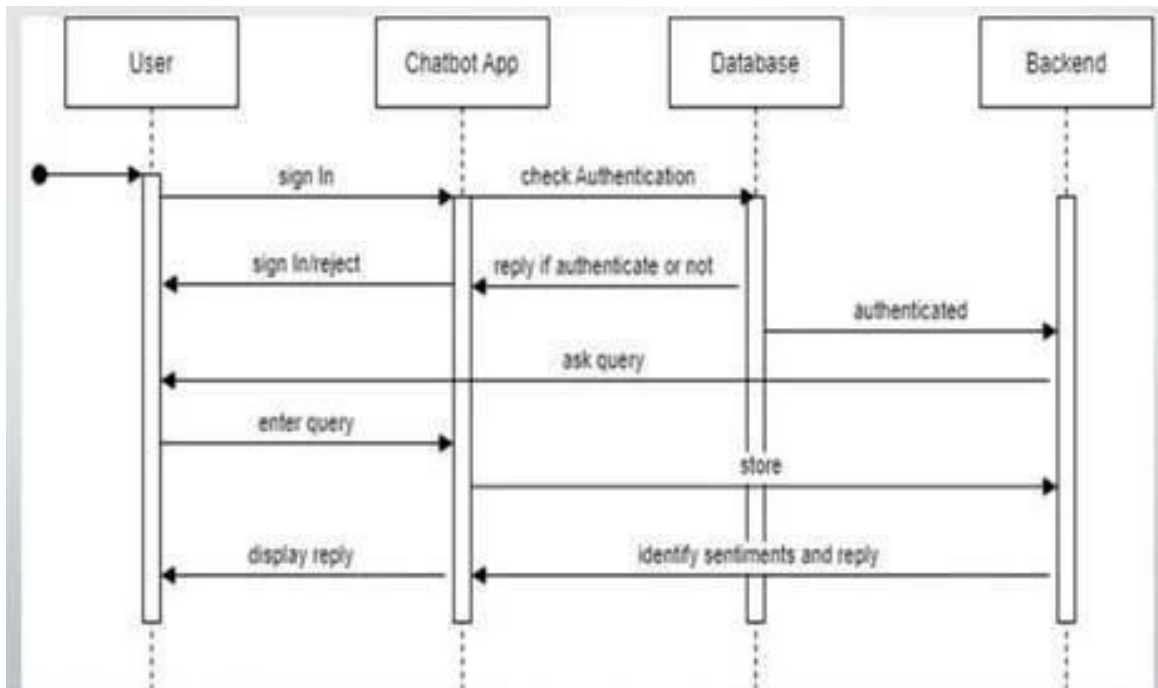 User
Chatbot App
Database
Backend
sign In
check Authentication
sign In/reject
reply if authenticate or not
authenticated
ask query
enter query
store
display reply
identify sentiments and reply